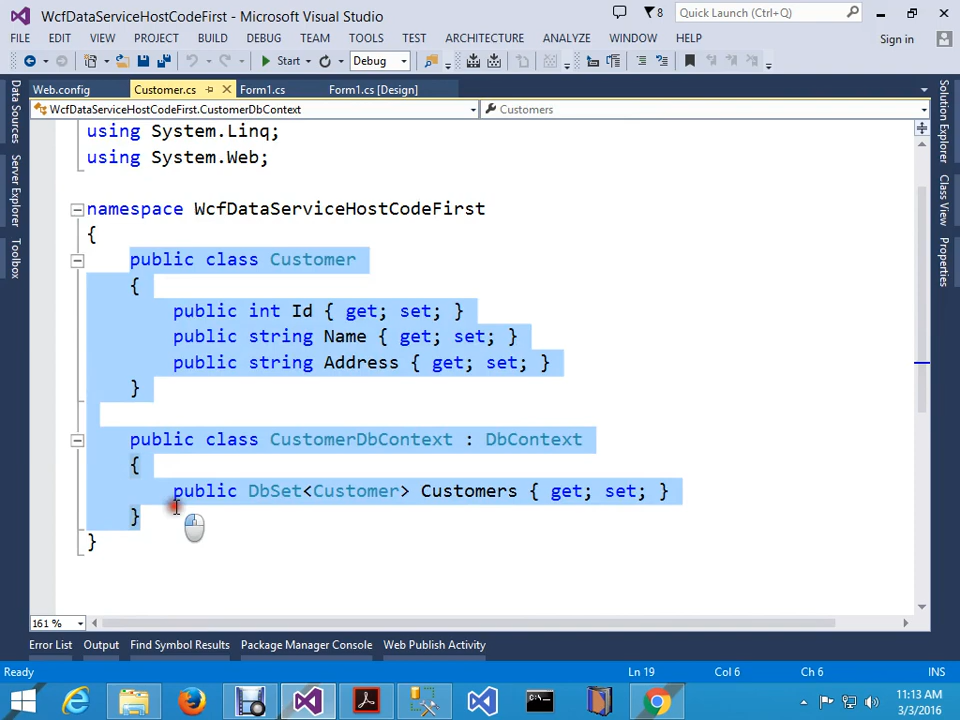 WcfDataServiceHostCodeFirst - Microsoft Visual Studio
8
Quick Launch (Ctrl+Q)
FILE EDIT VIEW PROJECT BUILD DEBUG TEAM TOOLS TEST ARCHITECTURE ANALYZE WINDOW HELP
Sign in
Start
Debug
Web.config Customer.cs Form1.cs Form1.cs [Design]
WcfDataServiceHostCodeFirst.CustomerDbContext
Customers
Data Sources
Server Explorer
Toolbox
Solution Explorer
Class View
Properties
using System.Linq;
using System.Web;
namespace WcfDataServiceHostCodeFirst
{
public class Customer
{
public int Id { get; set; }
public string Name { get; set; }
public string Address { get; set; }
}
public class CustomerDbContext : DbContext
{
public DbSet<Customer> Customers { get; set; }
}
}
161 %
Error List Output Find Symbol Results Package Manager Console Web Publish Activity
Ready
Ln 19
Col 6
Ch 6
INS
11:13 AM
3/3/2016